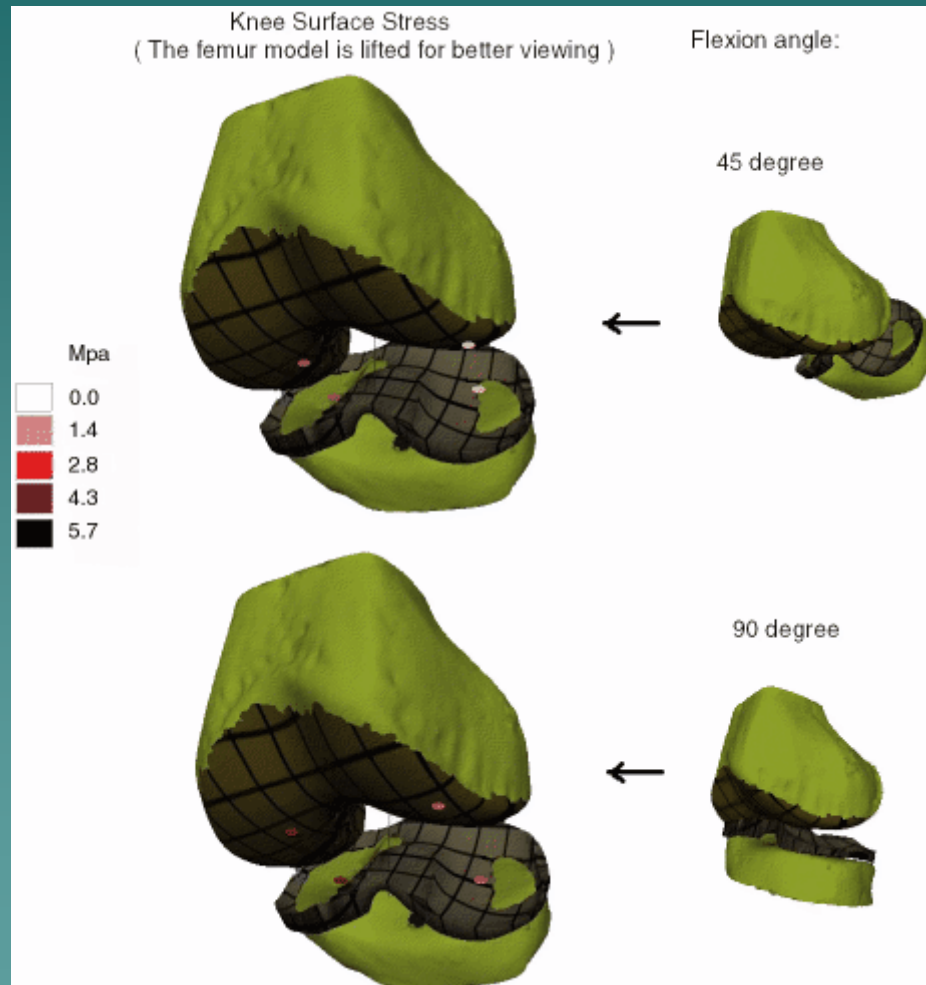 Knee Surface Stress
( The femur model is lifted for better viewing )
Flexion angle:
45 degree
Mpa
0.0
1.4
2.8
4.3
5.7
90 degree